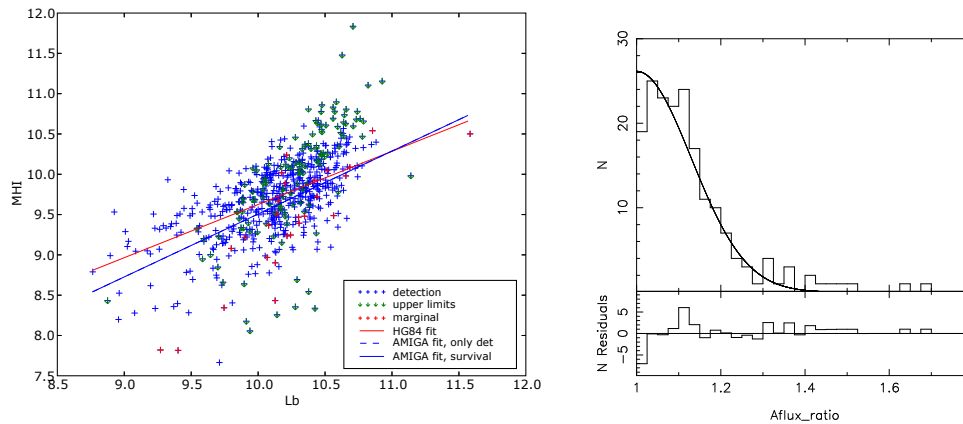 12.0
11.5
11.0
10.5
10.0
9.5
9.0
8.5
8.0
7.5
MHI
8.5 9.0 9.5 10.0 10.5 11.0 11.5 12.0
Lb
detection
upper limits
marginal
HG84 fit
AMIGA fit, only det
AMIGA fit, survival
30
20
10
N
5
0
−5
N Residuals
1 1.2 1.4 1.6
Aflux_ratio